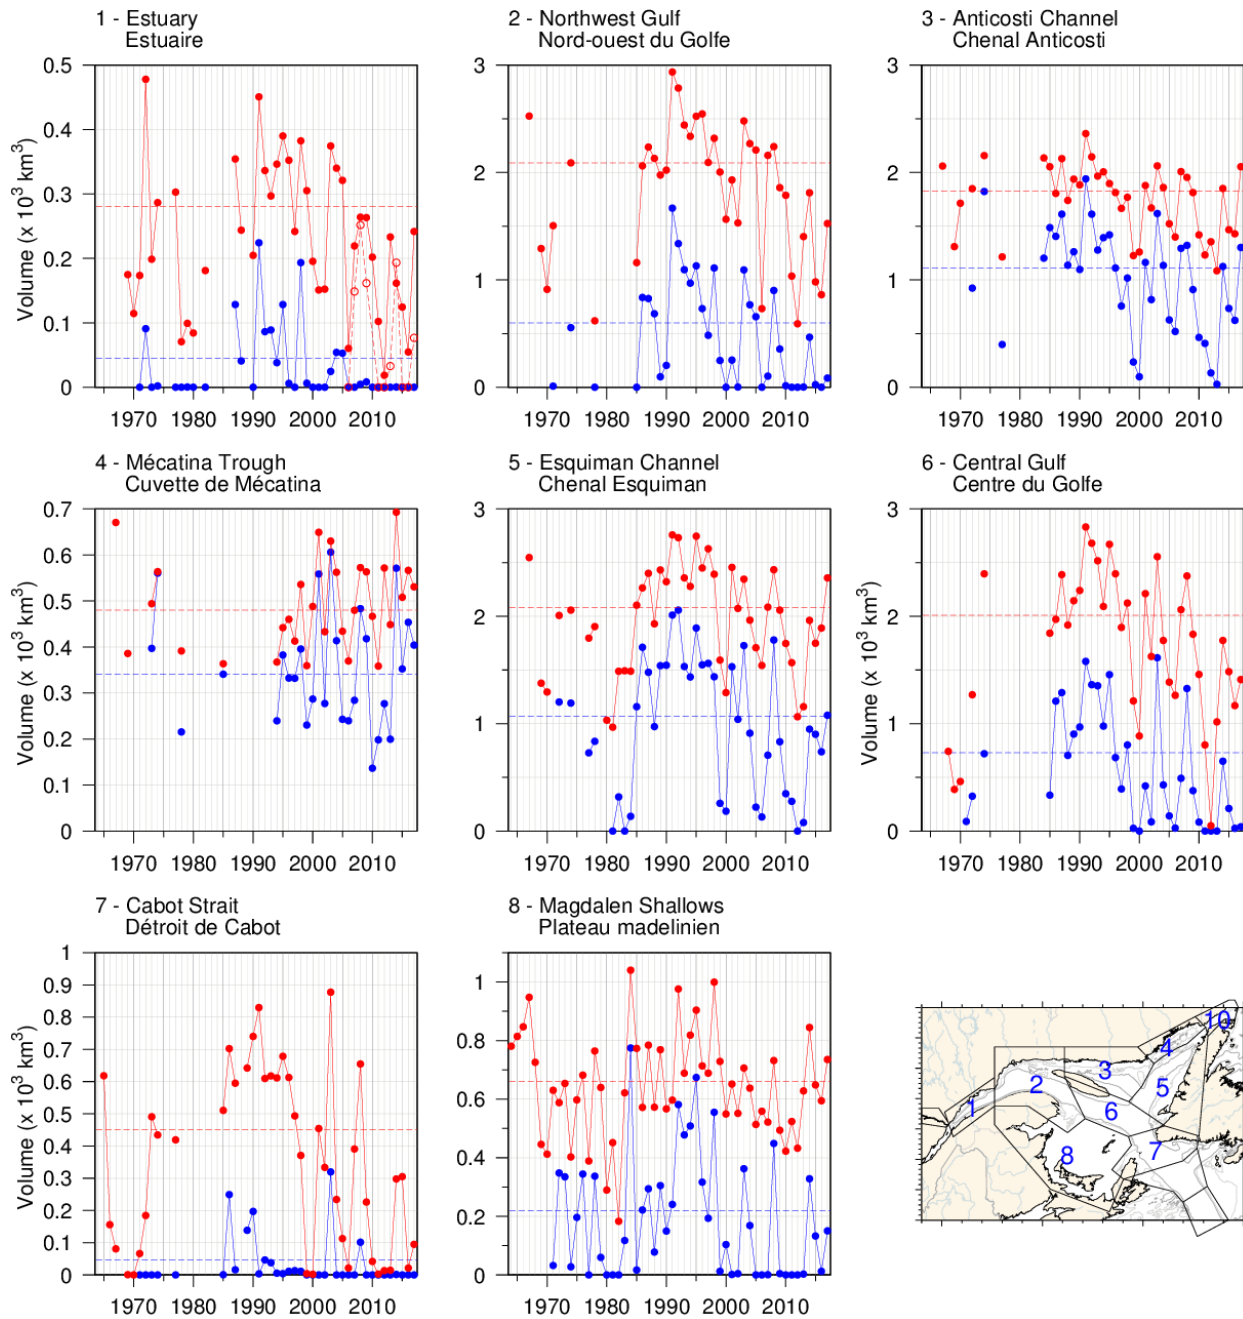 1 - Estuary
Estuaire
2 - Northwest Gulf
Nord-ouest du Golfe
3 - Anticosti Channel
Chenal Anticosti
Volume (x 10³ km³)
0.5
0.4
0.3
0.2
0.1
0
1970 1980 1990 2000 2010
3
2
1
0
1970 1980 1990 2000 2010
3
2
1
0
1970 1980 1990 2000 2010
4 - Mécatina Trough
Cuvette de Mécatina
5 - Esquiman Channel
Chenal Esquiman
6 - Central Gulf
Centre du Golfe
Volume (x 10³ km³)
0.7
0.6
0.5
0.4
0.3
0.2
0.1
0
1970 1980 1990 2000 2010
3
2
1
0
1970 1980 1990 2000 2010
Volume (x 10³ km³)
3
2
1
0
1970 1980 1990 2000 2010
7 - Cabot Strait
Détroit de Cabot
8 - Magdalen Shallows
Plateau madelinien
Volume (x 10³ km³)
1
0.9
0.8
0.7
0.6
0.5
0.4
0.3
0.2
0.1
0
1970 1980 1990 2000 2010
1
0.8
0.6
0.4
0.2
0
1970 1980 1990 2000 2010
10
4
3
2
5
1
6
7
8